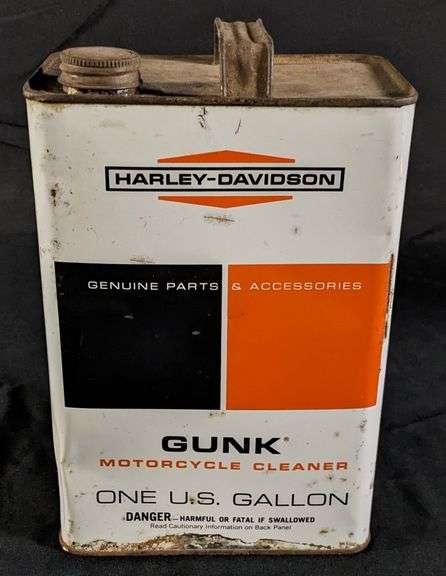 HARLEY-DAVIDSON
GENUINE PARTS & ACCESSORIES
GUNK®
MOTORCYCLE CLEANER
ONE U.S. GALLON
DANGER—HARMFUL OR FATAL IF SWALLOWED
Read Cautionary Information on Back Panel